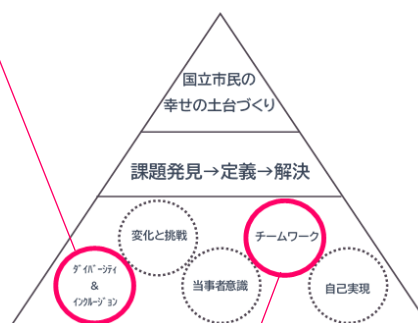 国立市民の
幸せの土台づくり
課題発見→定義→解決
変化と挑戦
チームワーク
ﾀﾞｲﾊﾞｰｼﾃｨ
&
ｲﾝｸﾙｰｼﾞｮﾝ
当事者意識
自己実現